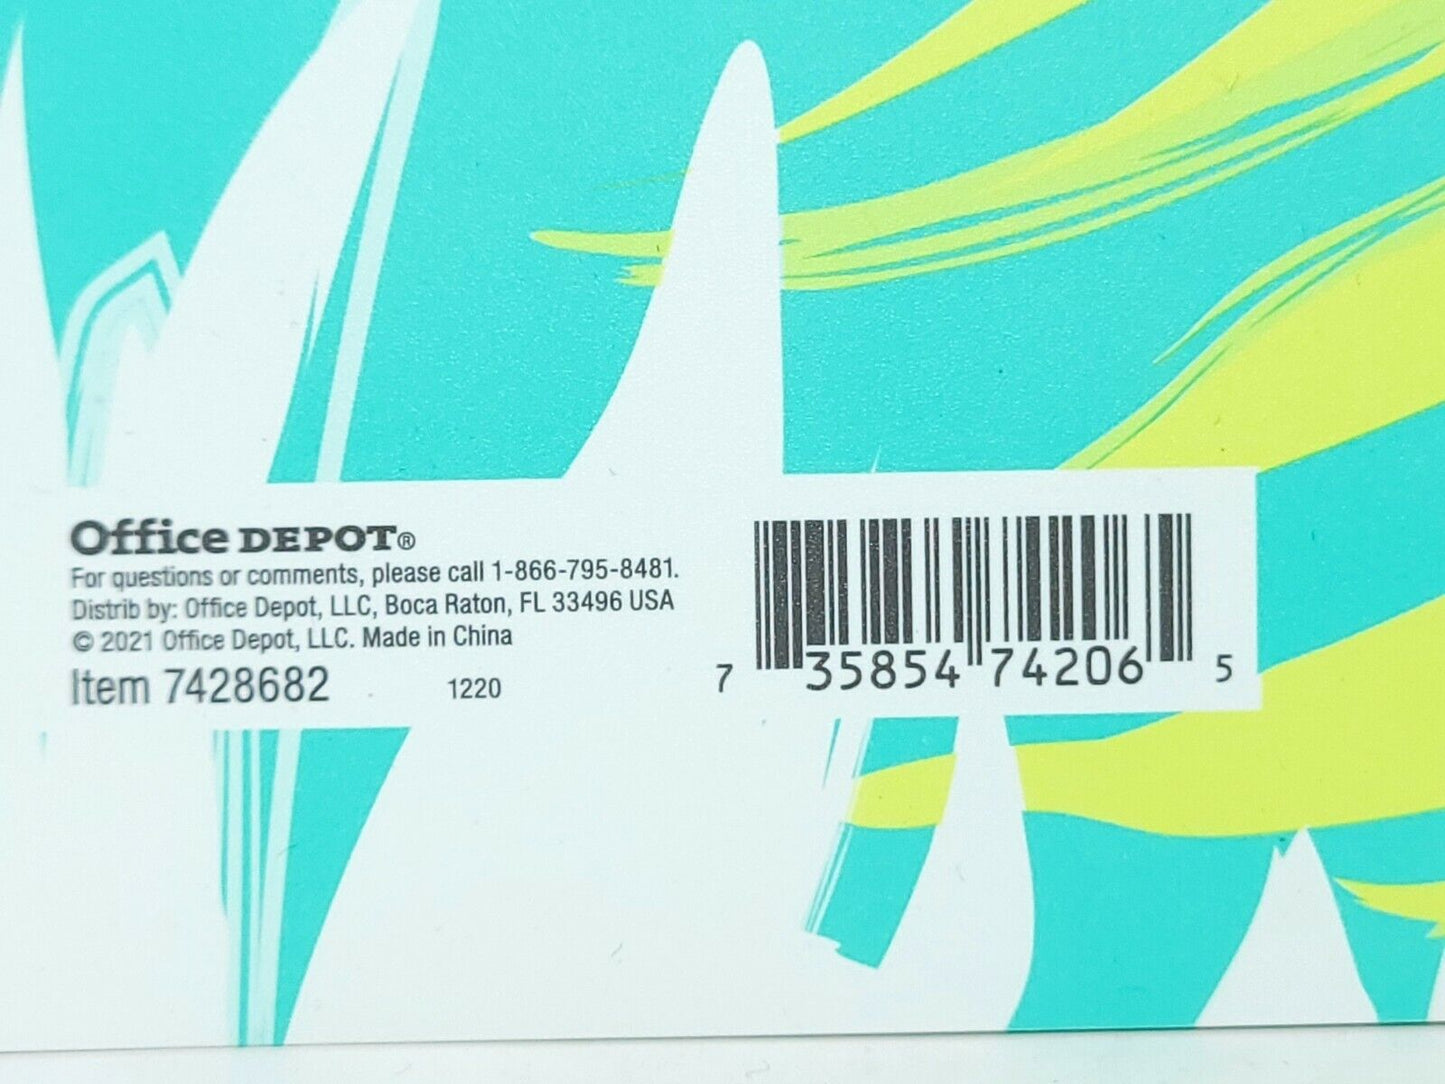 Office DEPOT®
For questions or comments, please call 1-866-795-8481.
Distrib by: Office Depot, LLC, Boca Raton, FL 33496 USA
© 2021 Office Depot, LLC. Made in China
Item 7428682 1220
7 35854 74206 5